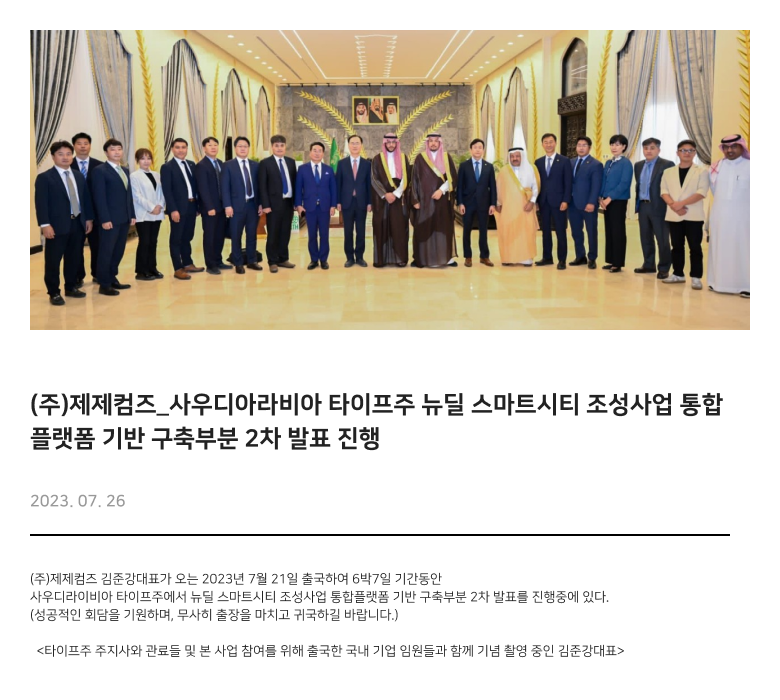 (주)제제컴즈_사우디아라비아 타이프주 뉴딜 스마트시티 조성사업 통합
플랫폼 기반 구축부분 2차 발표 진행
2023. 07. 26
(주)제제컴즈 김준강대표가 오는 2023년 7월 21일 출국하여 6박7일 기간동안
사우디라이비아 타이프주에서 뉴딜 스마트시티 조성사업 통합플랫폼 기반 구축부분 2차 발표를 진행중에 있다.
(성공적인 회담을 기원하며, 무사히 출장을 마치고 귀국하길 바랍니다.)
<타이프주 주지사와 관료들 및 본 사업 참여를 위해 출국한 국내 기업 임원들과 함께 기념 촬영 중인 김준강대표>